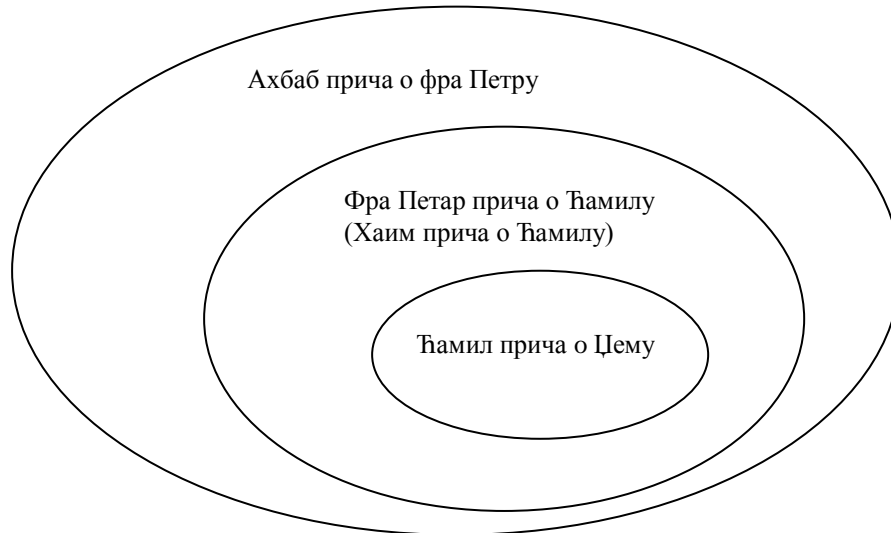 Ахбаб прича о фра Петру
Фра Петар прича о Ћамилу
(Хаим прича о Ћамилу)
Ћамил прича о Џему